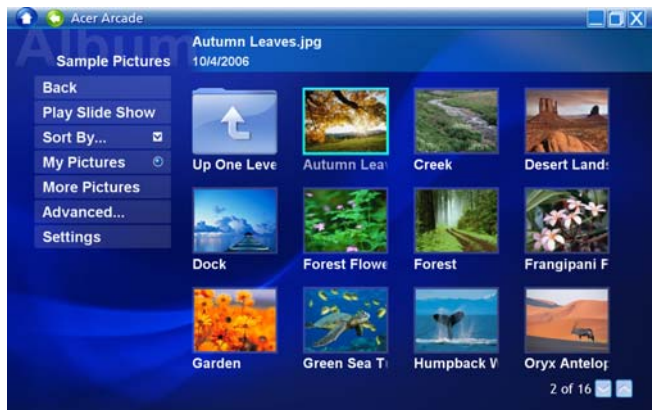 Acer Arcade
Album
Autumn Leaves.jpg
Sample Pictures
10/4/2006
Back
Play Slide Show
Sort By...
My Pictures
More Pictures
Advanced...
Settings
Up One Leve
Autumn Leav
Creek
Desert Lands
Dock
Forest Flowe
Forest
Frangipani F
Garden
Green Sea T
Humpback W
Oryx Antelop
2 of 16